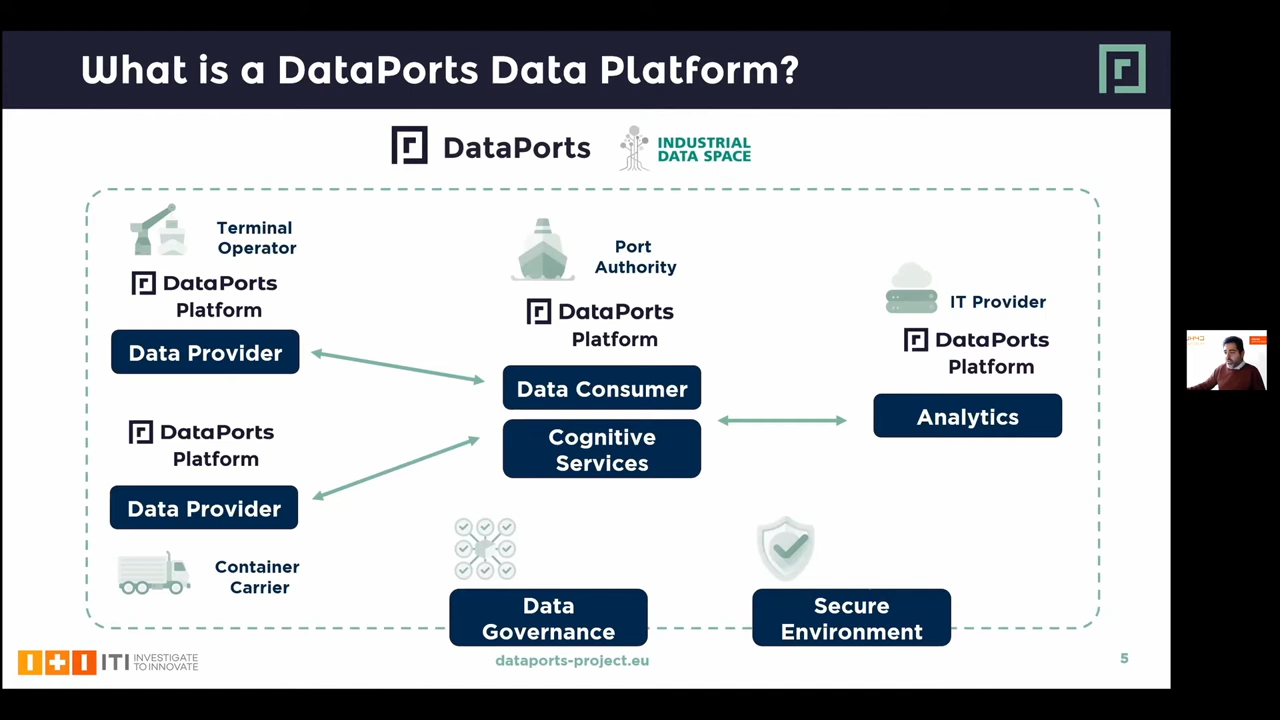 What is a DataPorts Data Platform?
DataPorts
INDUSTRIAL
DATA SPACE
Terminal
Operator
DataPorts
Platform
Data Provider
DataPorts
Platform
Data Provider
Container
Carrier
Port
Authority
DataPorts
Platform
Data Consumer
Cognitive
Services
IT Provider
DataPorts
Platform
Analytics
Data
Governance
Secure
Environment
ITI INVESTIGATE
TO INNOVATE
dataports-project.eu
5